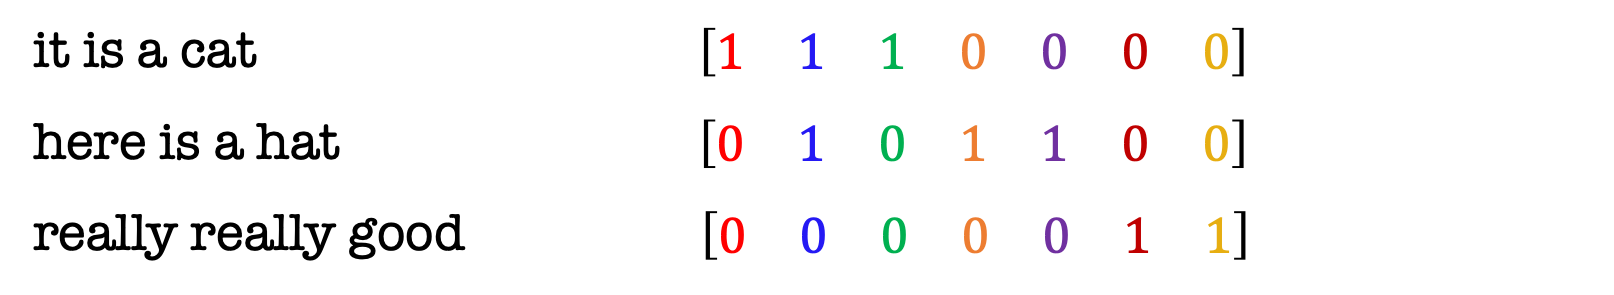 it is a cat [1 1 1 0 0 0 0]
here is a hat [0 1 0 1 1 0 0]
really really good [0 0 0 0 0 1 1]